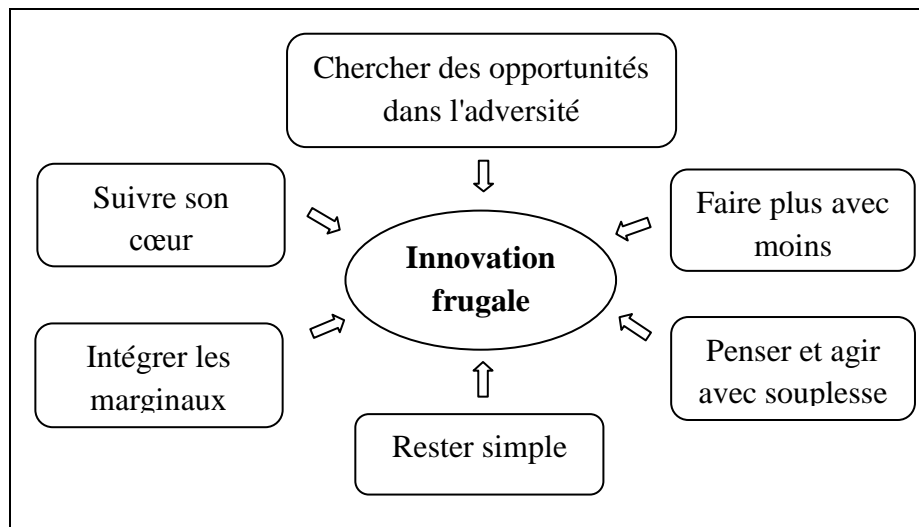 Chercher des opportunités
dans l'adversité
Suivre son
cœur
Faire plus avec
moins
Innovation
frugale
Intégrer les
marginaux
Penser et agir
avec souplesse
Rester simple